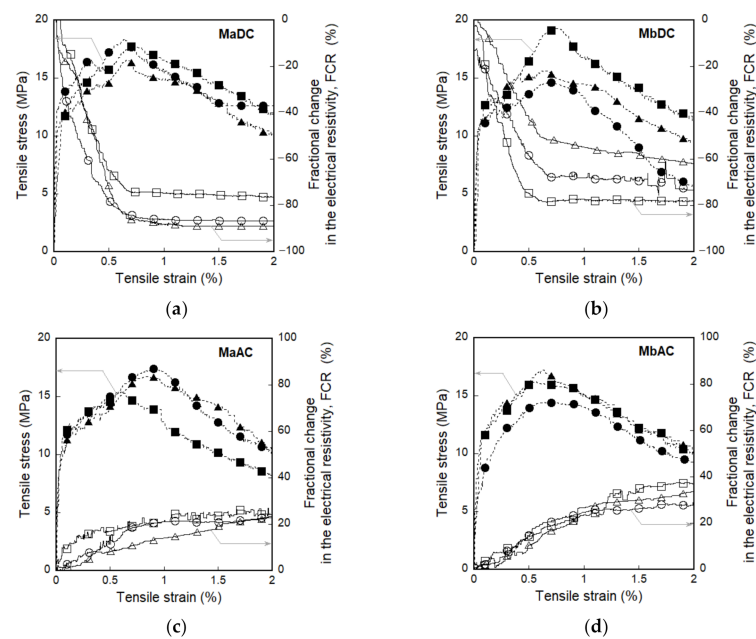 MaDC
Tensile stress (MPa)
20
15
10
5
0
0
0.5
1
1.5
2
Tensile strain (%)
0
−20
−40
−60
−80
−100
Fractional change
in the electrical resistivity, FCR (%)
(a)
MbDC
Tensile stress (MPa)
20
15
10
5
0
0
0.5
1
1.5
2
Tensile strain (%)
0
−20
−40
−60
−80
−100
Fractional change
in the electrical resistivity, FCR (%)
(b)
MaAC
Tensile stress (MPa)
20
15
10
5
0
0
0.5
1
1.5
2
Tensile strain (%)
100
80
60
40
20
0
Fractional change
in the electrical resistivity, FCR (%)
(c)
MbAC
Tensile stress (MPa)
20
15
10
5
0
0
0.5
1
1.5
2
Tensile strain (%)
100
80
60
40
20
0
Fractional change
in the electrical resistivity, FCR (%)
(d)